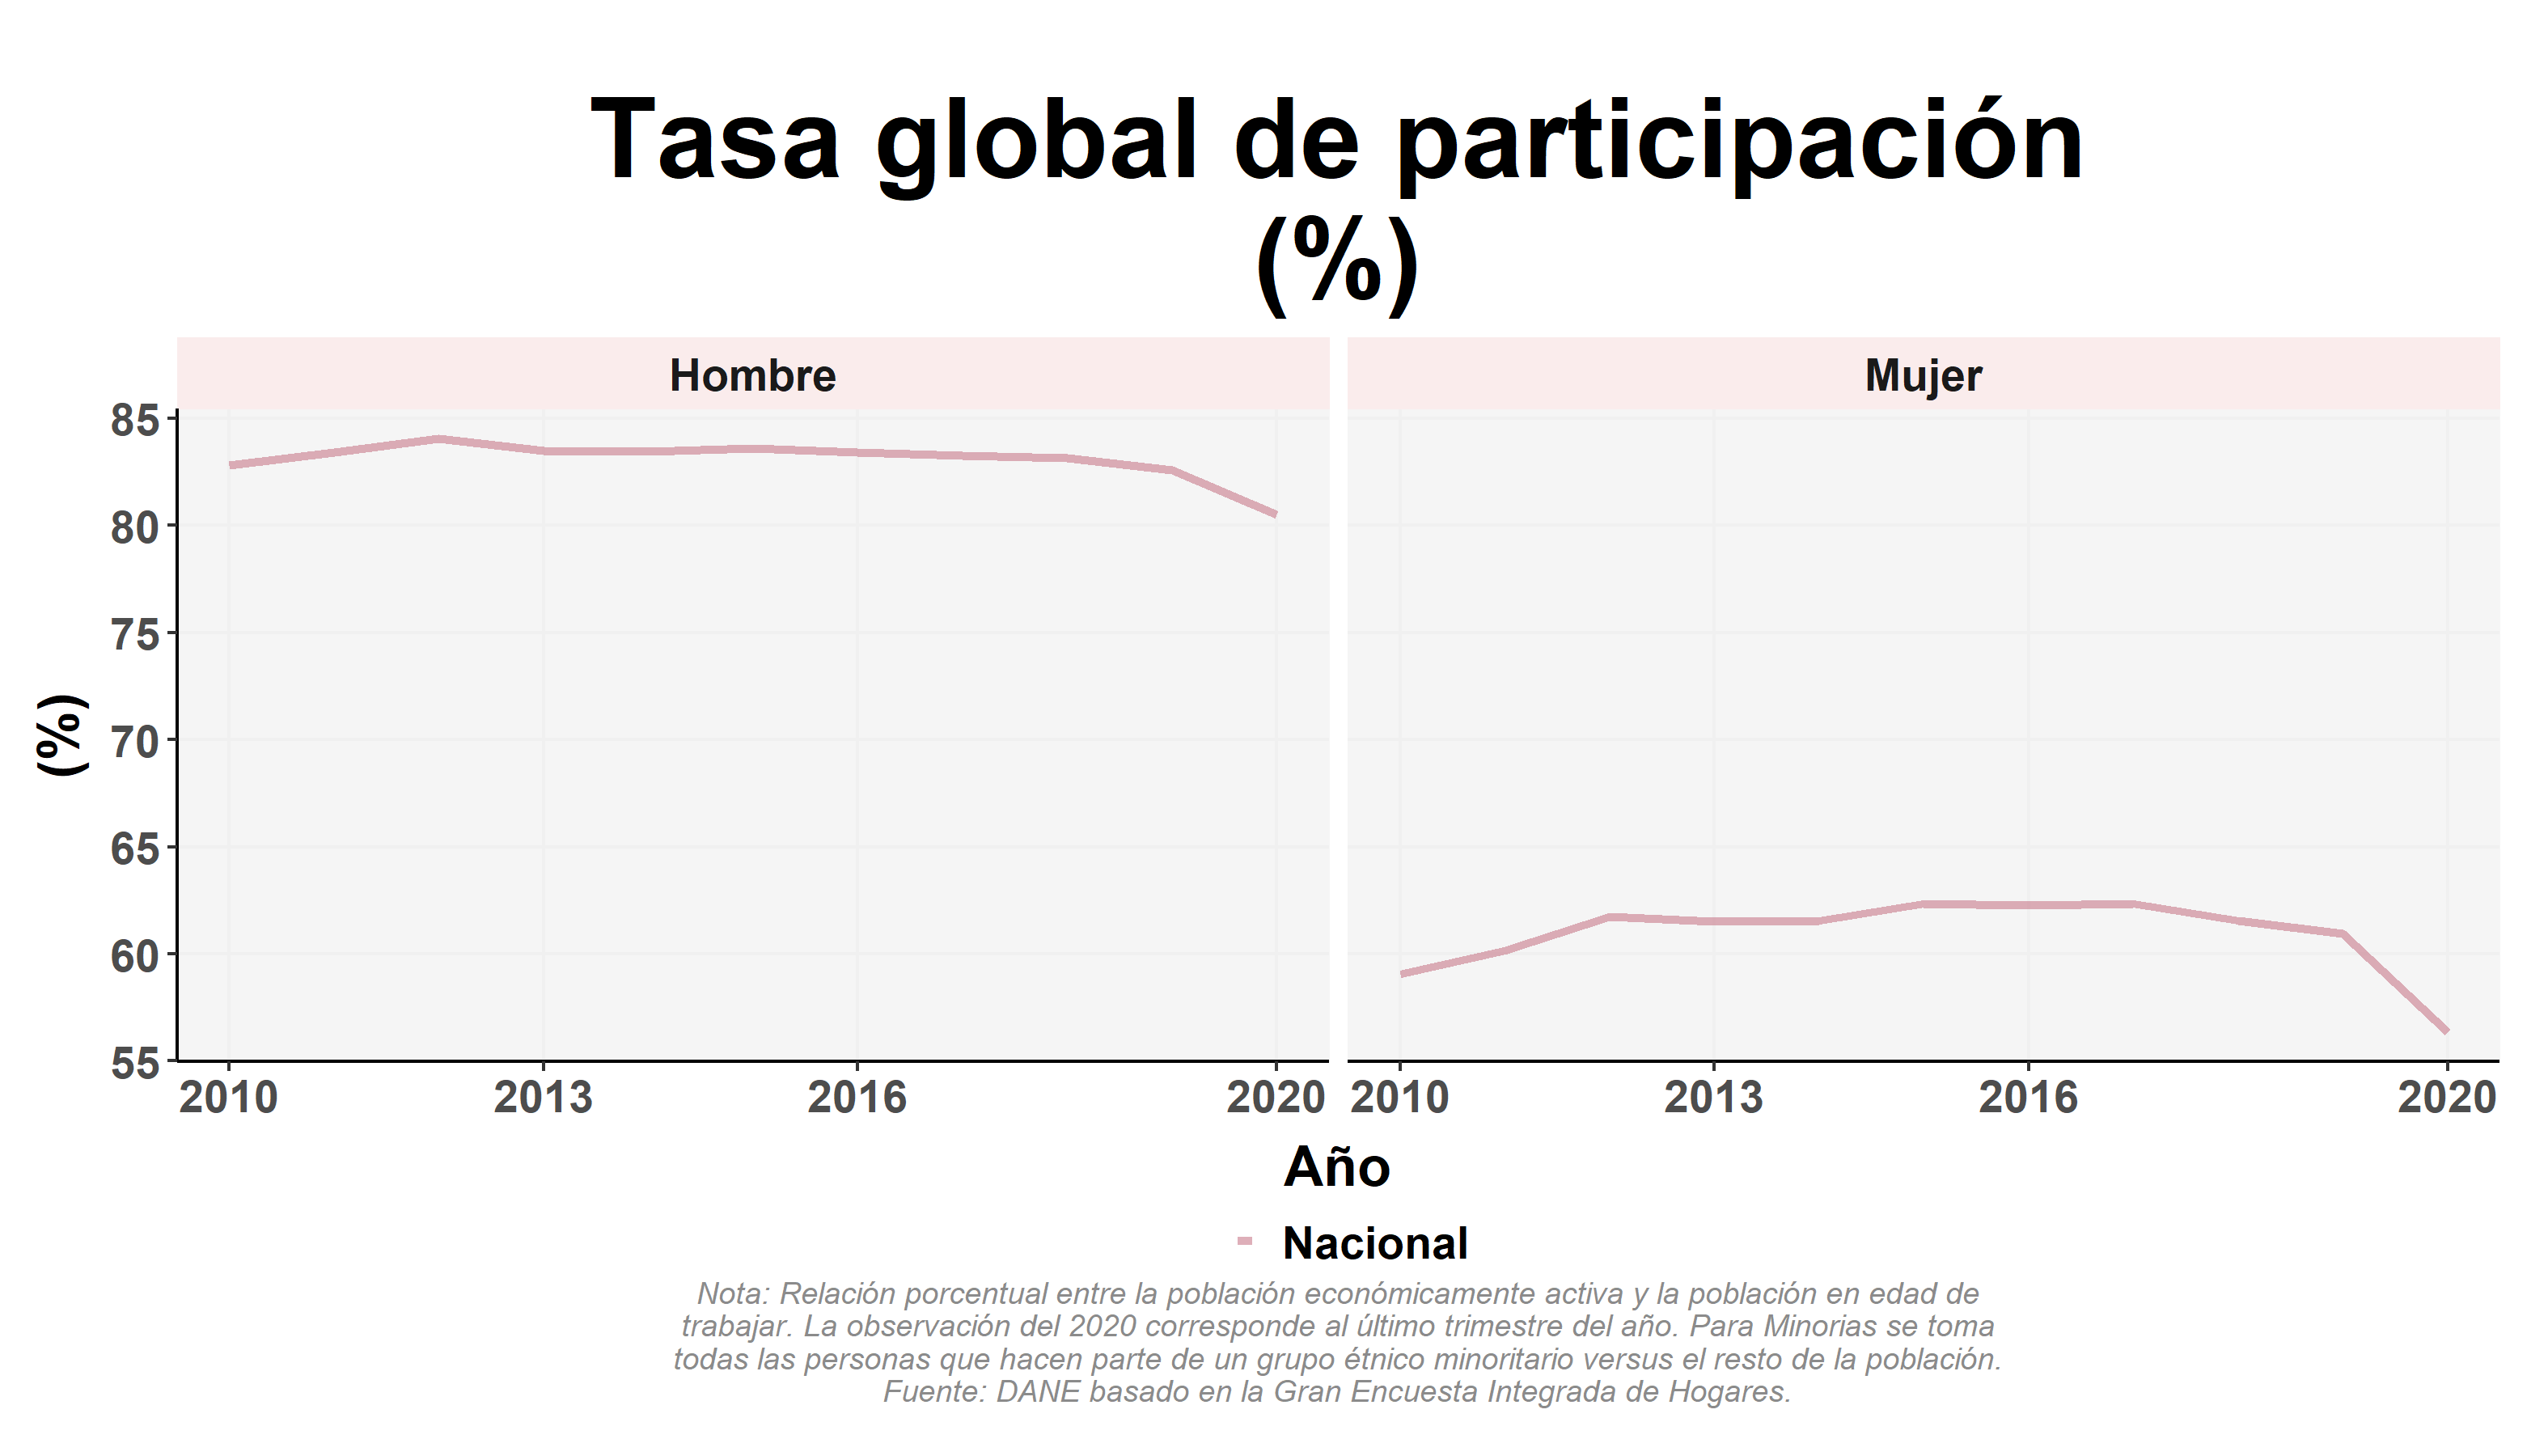 Tasa global de participación
(%)
Hombre
Mujer
85
80
75
70
65
60
55
(%)
2010
2013
2016
2020
2010
2013
2016
2020
Año
Nacional
Nota: Relación porcentual entre la población económicamente activa y la población en edad de
trabajar. La observación del 2020 corresponde al último trimestre del año. Para Minorias se toma
todas las personas que hacen parte de un grupo étnico minoritario versus el resto de la población.
Fuente: DANE basado en la Gran Encuesta Integrada de Hogares.